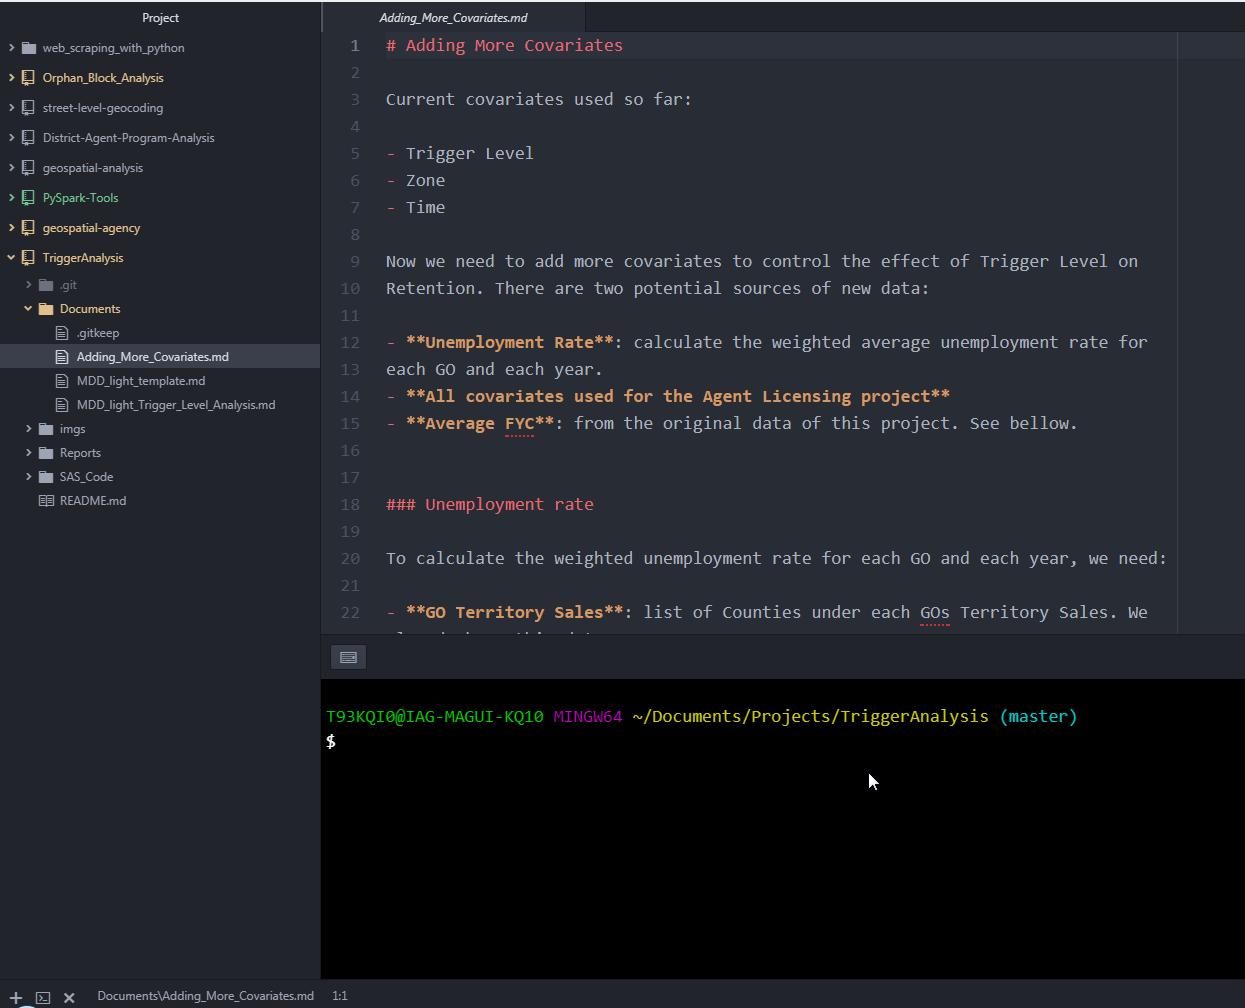 Project
web_scraping_with_python
Orphan_Block_Analysis
street-level-geocoding
District-Agent-Program-Analysis
geospatial-analysis
PySpark-Tools
geospatial-agency
TriggerAnalysis
.git
Documents
.gitkeep
Adding_More_Covariates.md
MDD_light_template.md
MDD_light_Trigger_Level_Analysis.md
imgs
Reports
SAS_Code
README.md
Adding_More_Covariates.md
1 # Adding More Covariates
2
3 Current covariates used so far:
4
5 - Trigger Level
6 - Zone
7 - Time
8
9 Now we need to add more covariates to control the effect of Trigger Level on
10 Retention. There are two potential sources of new data:
11
12 - **Unemployment Rate**: calculate the weighted average unemployment rate for
13 each GO and each year.
14 - **All covariates used for the Agent Licensing project**
15 - **Average FYC**: from the original data of this project. See bellow.
16
17
18 ### Unemployment rate
19
20 To calculate the weighted unemployment rate for each GO and each year, we need:
21
22 - **GO Territory Sales**: list of Counties under each GOs Territory Sales. We
T93KQI0@IAG-MAGUI-KQ10 MINGW64 ~/Documents/Projects/TriggerAnalysis (master)
$
Documents\Adding_More_Covariates.md 1:1